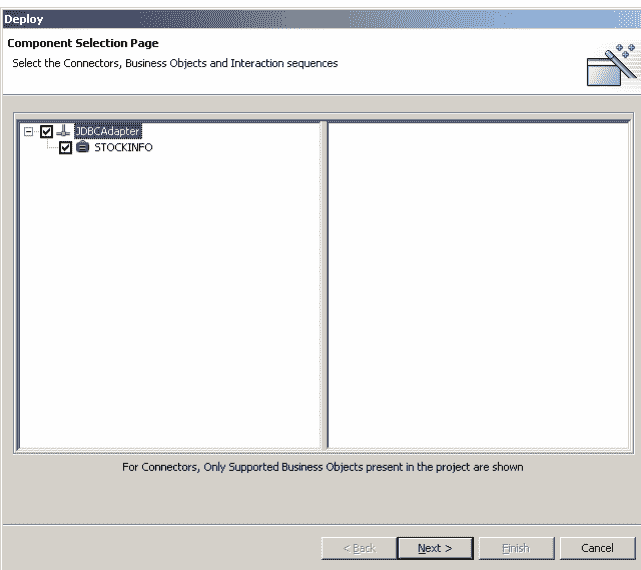 Deploy
Component Selection Page
Select the Connectors, Business Objects and Interaction sequences
JDBCAdapter
STOCKINFO
For Connectors, Only Supported Business Objects present in the project are shown
< Back Next > Finish Cancel